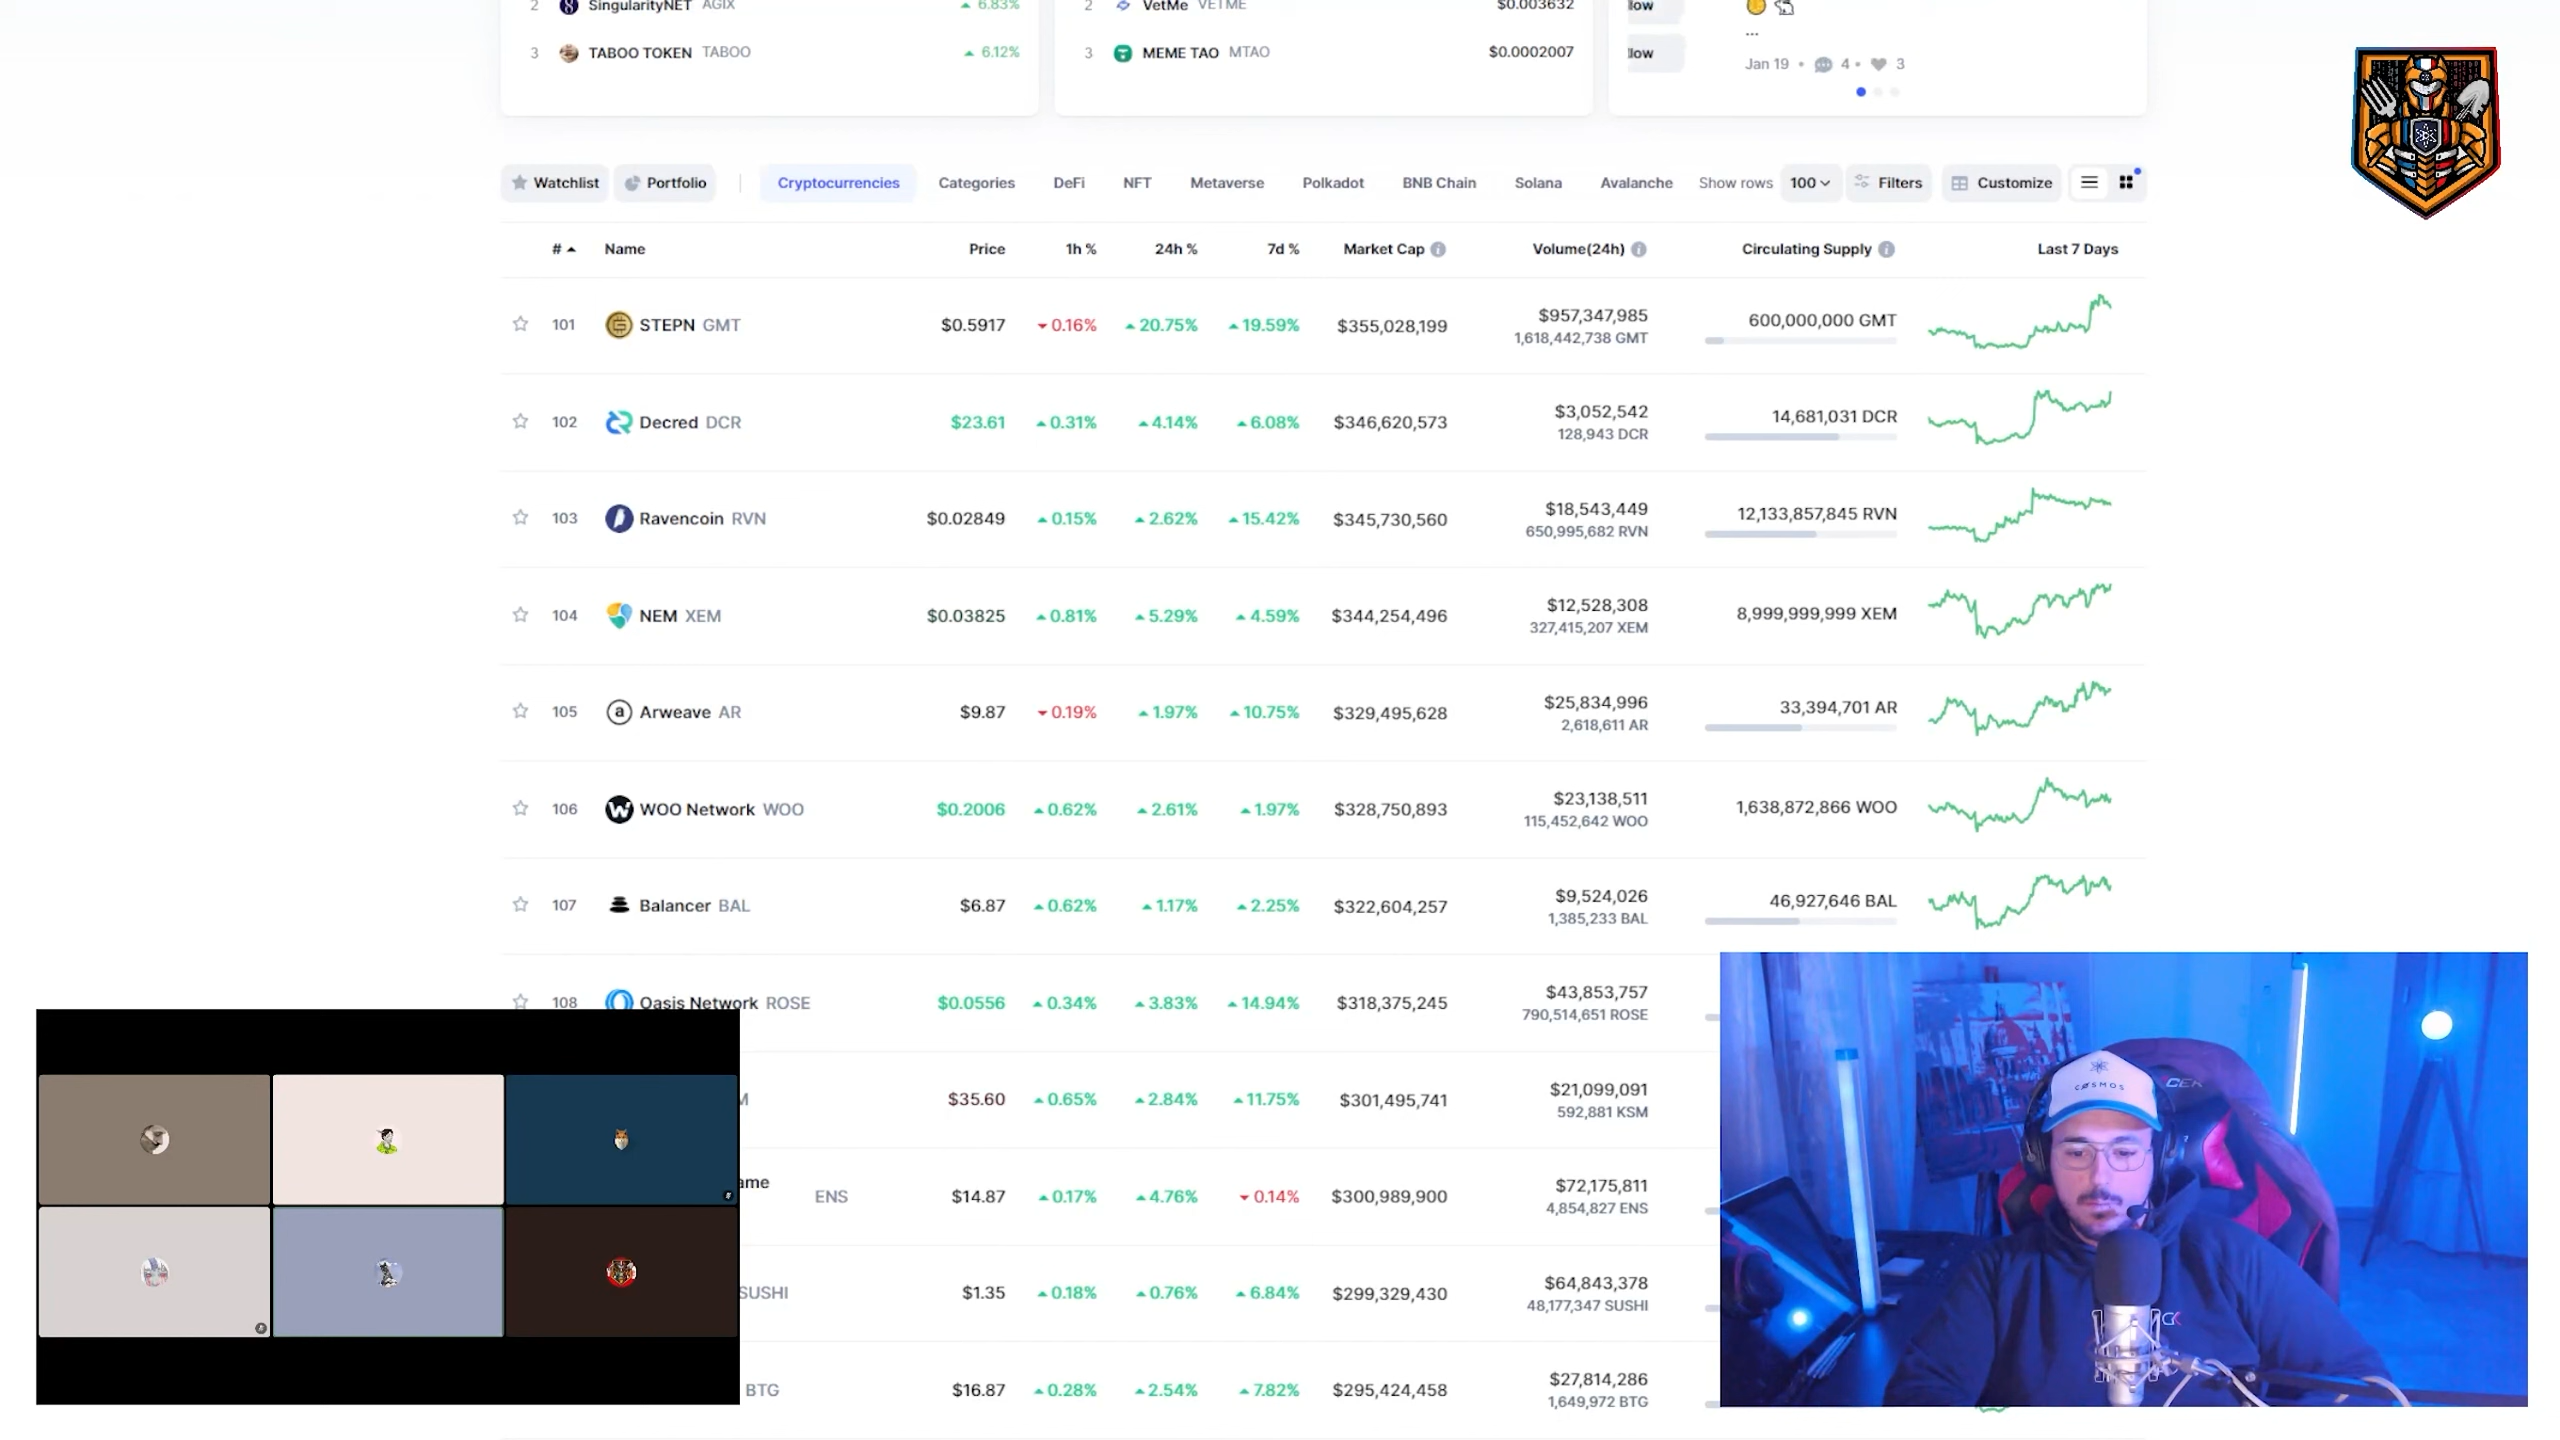 2 SingularityNET AGIX 6.83%
3 TABOO TOKEN TABOO 6.12%
2 VetMe VETME $0.003632
3 MEME TAO MTAO $0.0002007
llow
llow
...
Jan 19 • 4 • 3
Watchlist Portfolio Cryptocurrencies Categories DeFi NFT Metaverse Polkadot BNB Chain Solana Avalanche Show rows 100 Filters Customize
# Name Price 1h % 24h % 7d % Market Cap Volume(24h) Circulating Supply Last 7 Days
101 STEPN GMT $0.5917 0.16% 20.75% 19.59% $355,028,199 $957,347,985 600,000,000 GMT
1,618,442,738 GMT
102 Decred DCR $23.61 0.31% 4.14% 6.08% $346,620,573 $3,052,542 14,681,031 DCR
128,943 DCR
103 Ravencoin RVN $0.02849 0.15% 2.62% 15.42% $345,730,560 $18,543,449 12,133,857,845 RVN
650,995,682 RVN
104 NEM XEM $0.03825 0.81% 5.29% 4.59% $344,254,496 $12,528,308 8,999,999,999 XEM
327,415,207 XEM
105 Arweave AR $9.87 0.19% 1.97% 10.75% $329,495,628 $25,834,996 33,394,701 AR
2,618,611 AR
106 WOO Network WOO $0.2006 0.62% 2.61% 1.97% $328,750,893 $23,138,511 1,638,872,866 WOO
115,452,642 WOO
107 Balancer BAL $6.87 0.62% 1.17% 2.25% $322,604,257 $9,524,026 46,927,646 BAL
1,385,233 BAL
108 Oasis Network ROSE $0.0556 0.34% 3.83% 14.94% $318,375,245 $43,853,757
790,514,651 ROSE
M $35.60 0.65% 2.84% 11.75% $301,495,741 $21,099,091
592,881 KSM
ame ENS $14.87 0.17% 4.76% 0.14% $300,989,900 $72,175,811
4,854,827 ENS
SUSHI $1.35 0.18% 0.76% 6.84% $299,329,430 $64,843,378
48,177,347 SUSHI
BTG $16.87 0.28% 2.54% 7.82% $295,424,458 $27,814,286
1,649,972 BTG
COSMOS